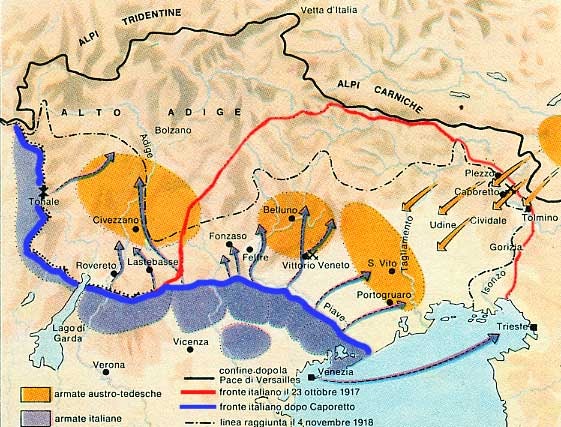 ALPI TRIDENTINE
Vetta d'Italia
ALPI CARNICHE
ALTO ADIGE
Bolzano
Adige
Tonale
Plezzo
Caporetto
Tolmino
Civezzano
Belluno
Udine
Cividale
Tagliamento
Fonzaso
Feltre
Gorizia
Rovereto
Lastebasse
Vittorio Veneto
S. Vito
Isonzo
Portogruaro
Piave
Lago di
Garda
Trieste
Vicenza
Verona
Venezia
confine dopo la
Pace di Versailles
armate austro-tedesche
fronte italiano il 23 ottobre 1917
fronte italiano dopo Caporetto
armate italiane
linea raggiunta il 4 novembre 1918